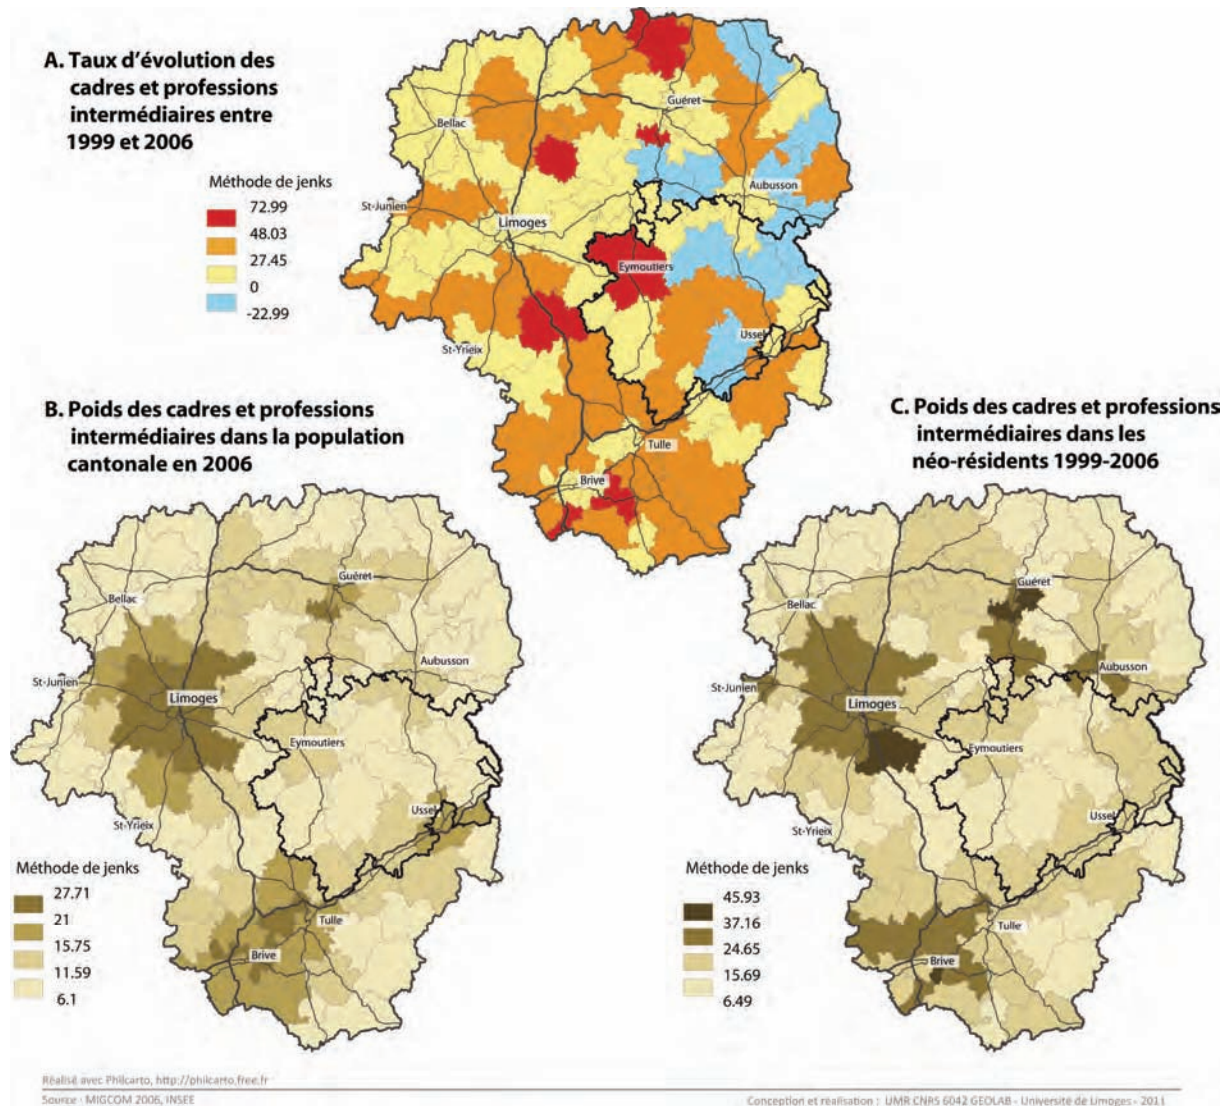 A. Taux d'évolution des
cadres et professions
intermédiaires entre
1999 et 2006
Méthode de jenks
72.99
48.03
27.45
0
-22.99
Guéret
Bellac
Aubusson
St-Junien
Limoges
Eymoutiers
Ussel
St-Yrieix
Tulle
Brive
B. Poids des cadres et professions
intermédiaires dans la population
cantonale en 2006
Guéret
Bellac
Aubusson
St-Junien
Limoges
Eymoutiers
Ussel
St-Yrieix
Méthode de jenks
27.71
21
15.75
11.59
6.1
Tulle
Brive
C. Poids des cadres et professions
intermédiaires dans les
néo-résidents 1999-2006
Guéret
Bellac
Aubusson
St-Junien
Limoges
Eymoutiers
Ussel
St-Yrieix
Méthode de jenks
45.93
37.16
24.65
15.69
6.49
Tulle
Brive
Réalisé avec Philcarto, http://philcarto.free.fr
Source - MIGCOM 2006, INSEE
Conception et réalisation : UMR CNRS 6042 GEOLAB - Université de Limoges - 2011